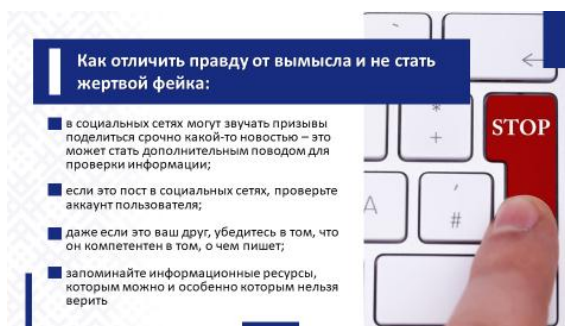 Как отличить правду от вымысла и не стать
жертвой фейка:
в социальных сетях могут звучать призывы
поделиться срочно какой-то новостью – это
может стать дополнительным поводом для
проверки информации;
если это пост в социальных сетях, проверьте
аккаунт пользователя;
даже если это ваш друг, убедитесь в том, что
он компетентен в том, о чем пишет;
запоминайте информационные ресурсы,
которым можно и особенно которым нельзя
верить
*
+
STOP
A
'
#